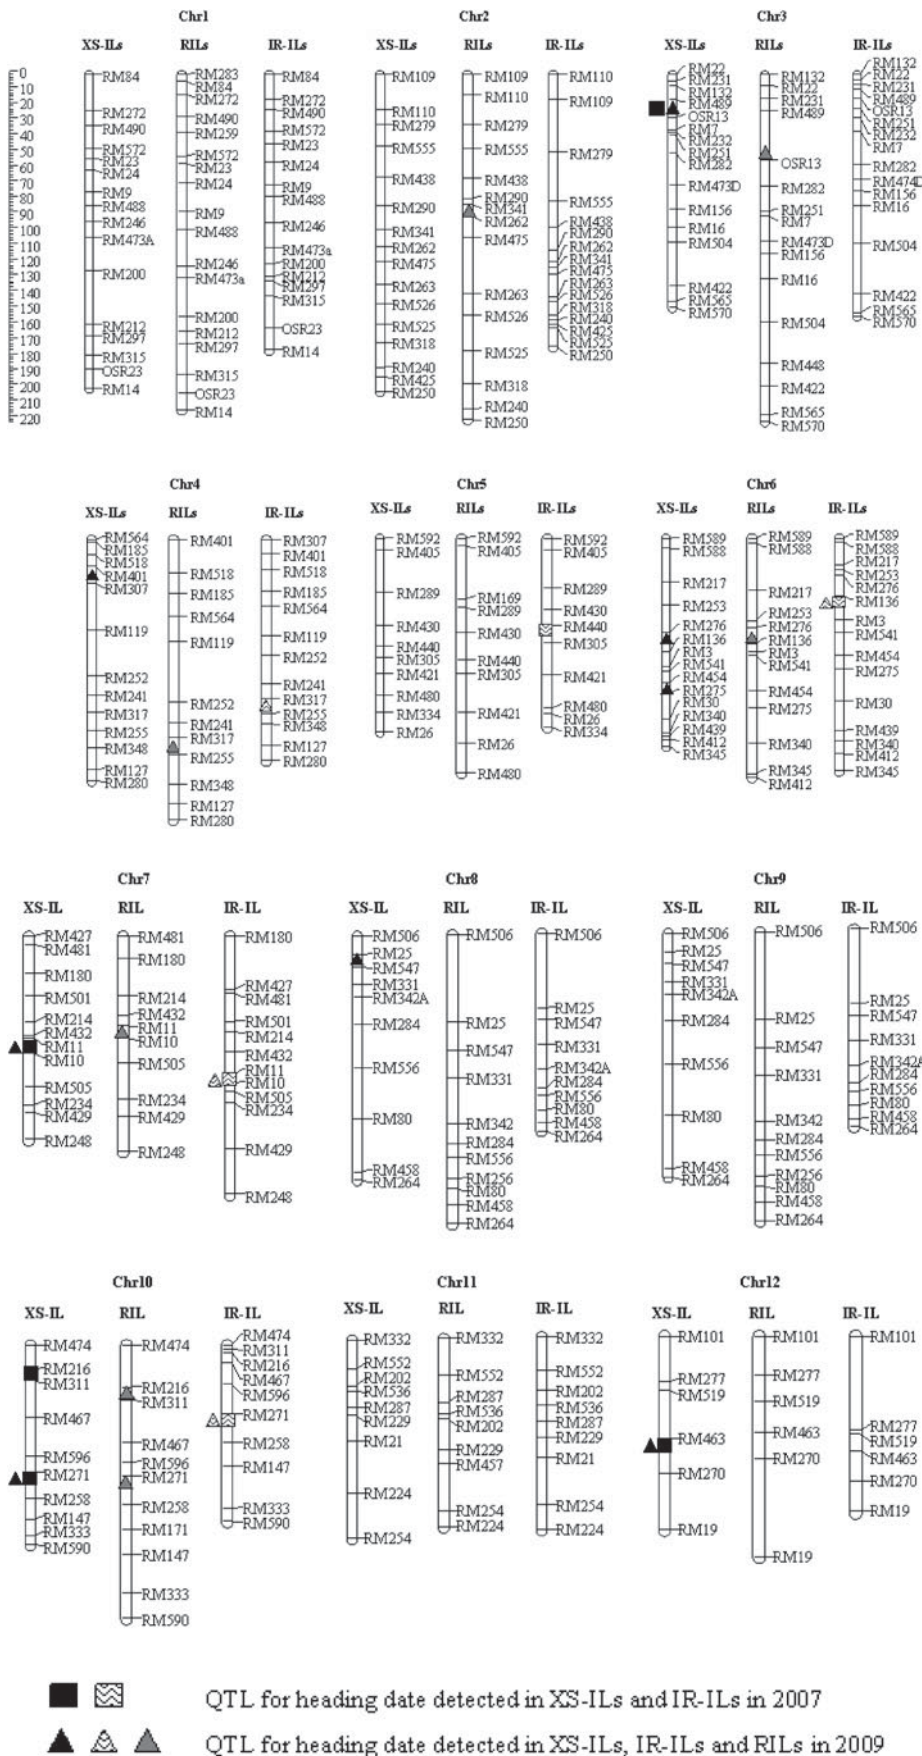 Chr1
Chr2
Chr3
XS-ILs
RILs
IR-ILs
XS-ILs
RILs
IR-ILs
XS-ILs
RILs
IR-ILs
0
10
20
30
40
50
60
70
80
90
100
110
120
130
140
150
160
170
180
190
200
210
220
RM84
RM272
RM490
RM572
RM23
RM24
RM9
RM488
RM246
RM473A
RM200
RM212
RM297
RM315
OSR23
RM14
RM283
RM84
RM272
RM490
RM259
RM572
RM23
RM24
RM9
RM488
RM246
RM473a
RM200
RM212
RM297
RM315
OSR23
RM14
RM84
RM272
RM490
RM572
RM23
RM24
RM9
RM488
RM246
RM473a
RM200
RM212
RM297
RM315
OSR23
RM14
RM109
RM110
RM279
RM555
RM438
RM290
RM341
RM262
RM475
RM263
RM526
RM525
RM318
RM240
RM425
RM250
RM109
RM110
RM279
RM555
RM438
RM290
RM341
RM262
RM475
RM263
RM526
RM525
RM318
RM240
RM250
RM110
RM109
RM279
RM555
RM438
RM290
RM262
RM341
RM475
RM263
RM526
RM318
RM240
RM425
RM525
RM250
RM22
RM231
RM132
RM489
OSR13
RM7
RM232
RM251
RM282
RM473D
RM156
RM16
RM504
RM422
RM565
RM570
RM132
RM22
RM231
RM489
OSR13
RM282
RM251
RM7
RM473D
RM156
RM16
RM504
RM448
RM422
RM565
RM570
RM132
RM22
RM231
RM489
OSR13
RM251
RM232
RM7
RM282
RM474D
RM156
RM16
RM504
RM422
RM565
RM570
Chr4
Chr5
Chr6
XS-ILs
RILs
IR-ILs
XS-ILs
RILs
IR-ILs
XS-ILs
RILs
IR-ILs
RM564
RM185
RM518
RM401
RM307
RM119
RM252
RM241
RM317
RM255
RM348
RM127
RM280
RM401
RM518
RM185
RM564
RM119
RM252
RM241
RM317
RM255
RM348
RM127
RM280
RM307
RM401
RM518
RM185
RM564
RM119
RM252
RM241
RM317
RM255
RM348
RM127
RM280
RM592
RM405
RM289
RM430
RM440
RM305
RM421
RM480
RM334
RM26
RM592
RM405
RM169
RM289
RM430
RM440
RM305
RM421
RM26
RM480
RM592
RM405
RM289
RM430
RM440
RM305
RM421
RM480
RM26
RM334
RM589
RM588
RM217
RM253
RM276
RM136
RM3
RM541
RM454
RM275
RM30
RM340
RM439
RM412
RM345
RM589
RM588
RM217
RM253
RM276
RM136
RM3
RM541
RM454
RM275
RM340
RM345
RM412
RM589
RM588
RM217
RM253
RM276
RM136
RM3
RM541
RM454
RM275
RM30
RM439
RM340
RM412
RM345
Chr7
Chr8
Chr9
XS-IL
RIL
IR-IL
XS-IL
RIL
IR-IL
XS-IL
RIL
IR-IL
RM427
RM481
RM180
RM501
RM214
RM432
RM11
RM10
RM505
RM234
RM429
RM248
RM481
RM180
RM214
RM432
RM11
RM10
RM505
RM234
RM429
RM248
RM180
RM427
RM481
RM501
RM214
RM432
RM11
RM10
RM505
RM234
RM429
RM248
RM506
RM25
RM547
RM331
RM342A
RM284
RM556
RM80
RM458
RM264
RM506
RM25
RM547
RM331
RM342
RM284
RM556
RM256
RM80
RM458
RM264
RM506
RM25
RM547
RM331
RM342A
RM284
RM556
RM80
RM458
RM264
RM506
RM25
RM547
RM331
RM342A
RM284
RM556
RM80
RM458
RM264
RM506
RM25
RM547
RM331
RM342
RM284
RM556
RM256
RM80
RM458
RM264
RM506
RM25
RM547
RM331
RM342A
RM284
RM556
RM80
RM458
RM264
Chr10
Chr11
Chr12
XS-IL
RIL
IR-IL
XS-IL
RIL
IR-IL
XS-IL
RIL
IR-IL
RM474
RM216
RM311
RM467
RM596
RM271
RM258
RM147
RM333
RM590
RM474
RM216
RM311
RM467
RM596
RM271
RM258
RM171
RM147
RM333
RM590
RM474
RM311
RM216
RM467
RM596
RM271
RM258
RM147
RM333
RM590
RM332
RM552
RM202
RM536
RM287
RM229
RM21
RM224
RM254
RM332
RM552
RM287
RM536
RM202
RM229
RM457
RM254
RM224
RM332
RM552
RM202
RM536
RM287
RM229
RM21
RM254
RM224
RM101
RM277
RM519
RM463
RM270
RM19
RM101
RM277
RM519
RM463
RM270
RM19
RM101
RM277
RM519
RM463
RM270
RM19
QTL for heading date detected in XS-ILs and IR-ILs in 2007
QTL for heading date detected in XS-ILs, IR-ILs and RILs in 2009